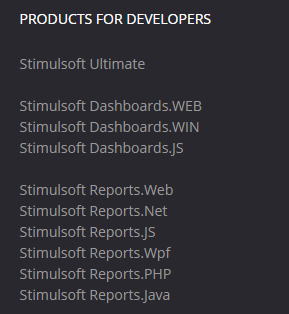 PRODUCTS FOR DEVELOPERS
Stimulsoft Ultimate
Stimulsoft Dashboards.WEB
Stimulsoft Dashboards.WIN
Stimulsoft Dashboards.JS
Stimulsoft Reports.Web
Stimulsoft Reports.Net
Stimulsoft Reports.JS
Stimulsoft Reports.Wpf
Stimulsoft Reports.PHP
Stimulsoft Reports.Java